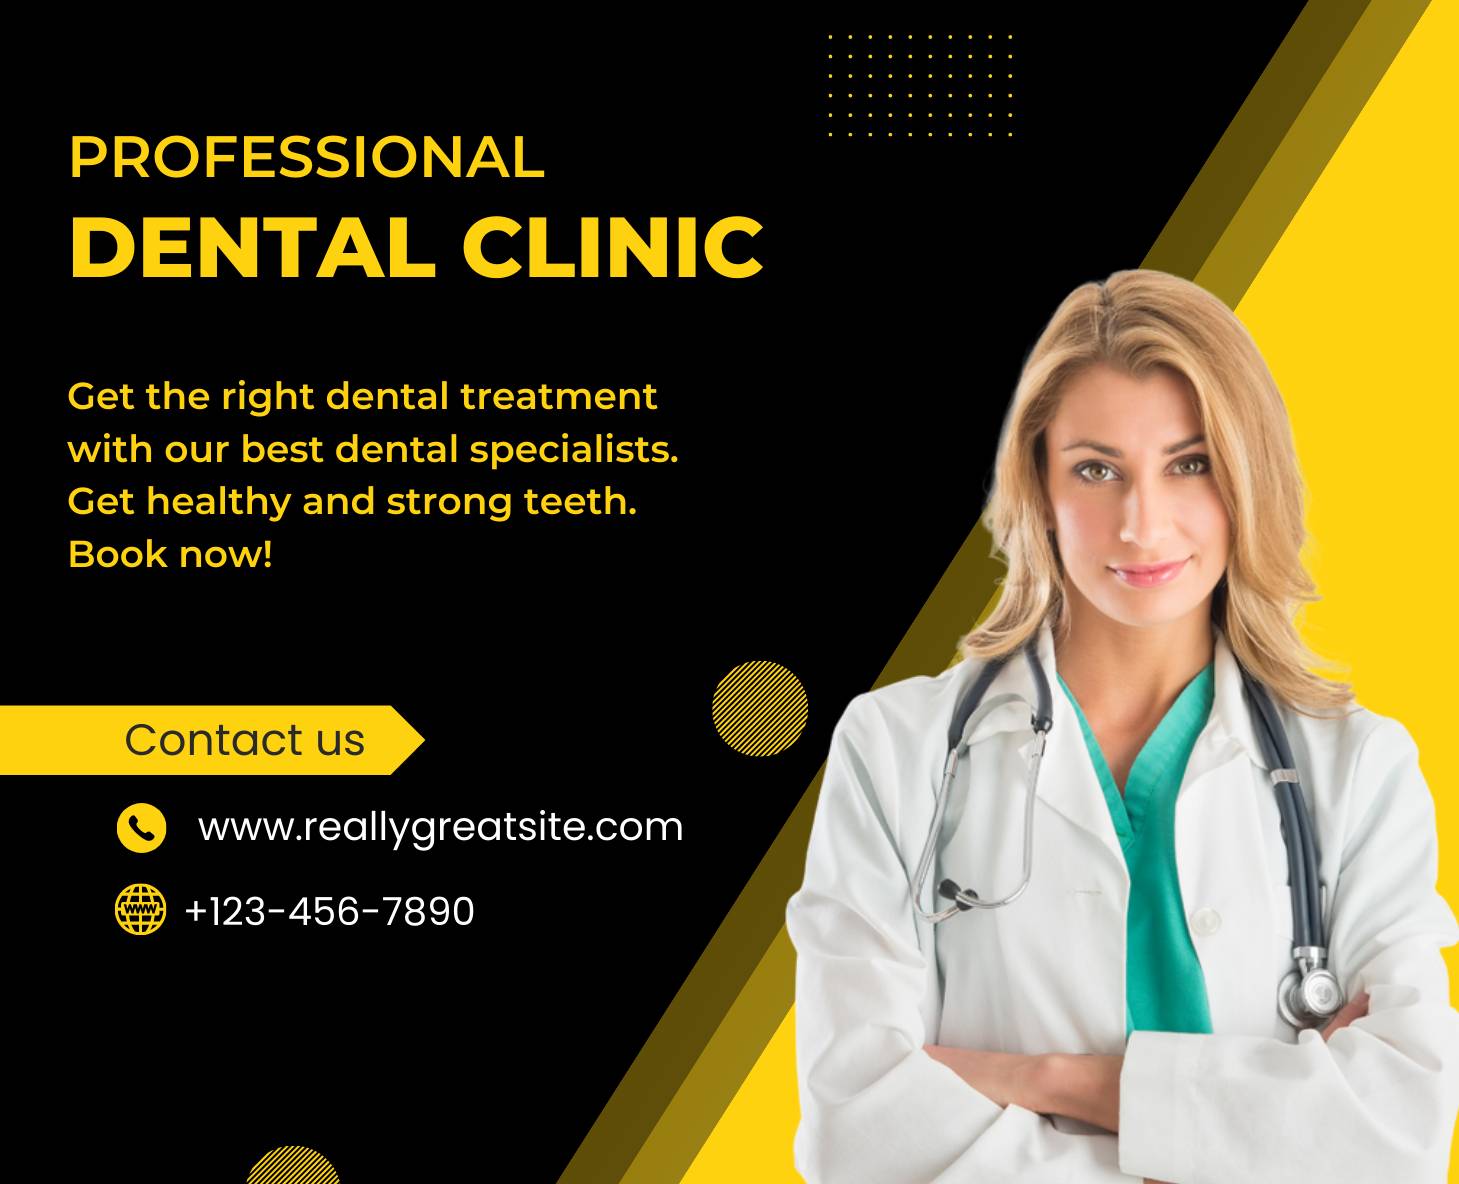 PROFESSIONAL
DENTAL CLINIC
Get the right dental treatment
with our best dental specialists.
Get healthy and strong teeth.
Book now!
Contact us
www.reallygreatsite.com
WWW
+123-456-7890